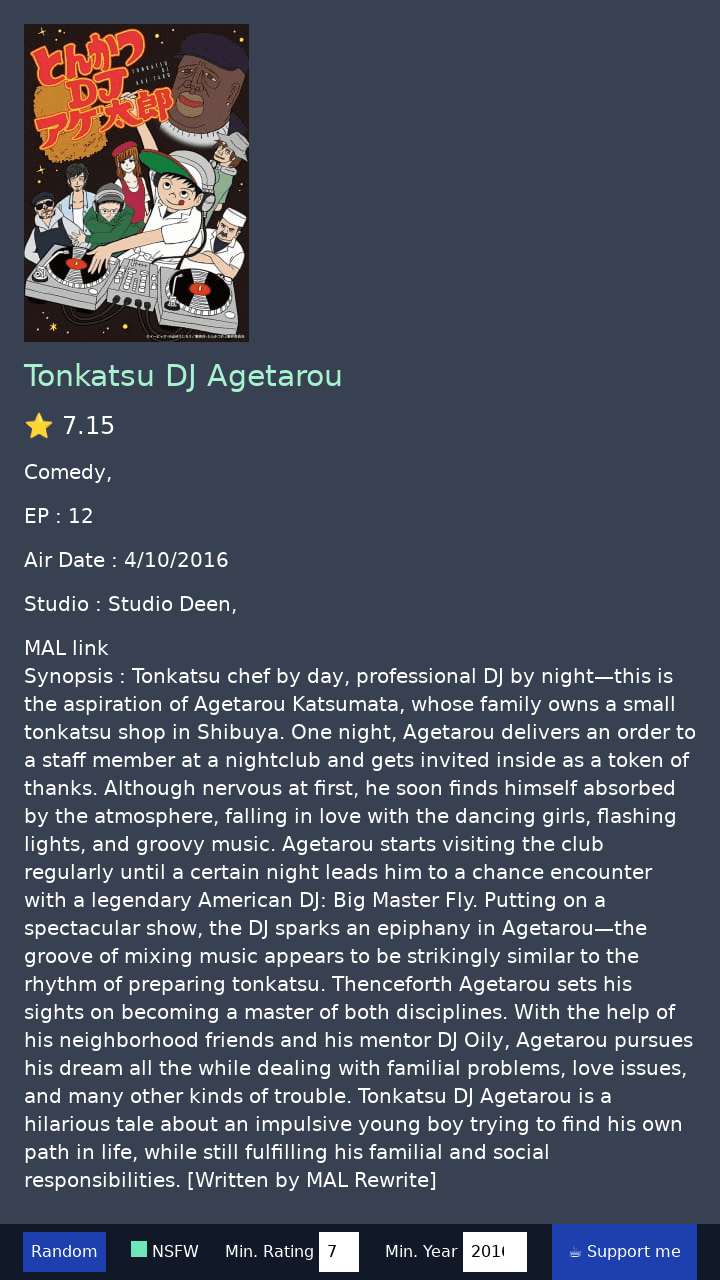 とんかつ
DJ
アゲ太郎
TONKATSU
DJ
AGETARO
Tonkatsu DJ Agetarou
⭐ 7.15
Comedy,
EP : 12
Air Date : 4/10/2016
Studio : Studio Deen,
MAL link
Synopsis : Tonkatsu chef by day, professional DJ by night—this is
the aspiration of Agetarou Katsumata, whose family owns a small
tonkatsu shop in Shibuya. One night, Agetarou delivers an order to
a staff member at a nightclub and gets invited inside as a token of
thanks. Although nervous at first, he soon finds himself absorbed
by the atmosphere, falling in love with the dancing girls, flashing
lights, and groovy music. Agetarou starts visiting the club
regularly until a certain night leads him to a chance encounter
with a legendary American DJ: Big Master Fly. Putting on a
spectacular show, the DJ sparks an epiphany in Agetarou—the
groove of mixing music appears to be strikingly similar to the
rhythm of preparing tonkatsu. Thenceforth Agetarou sets his
sights on becoming a master of both disciplines. With the help of
his neighborhood friends and his mentor DJ Oily, Agetarou pursues
his dream all the while dealing with familial problems, love issues,
and many other kinds of trouble. Tonkatsu DJ Agetarou is a
hilarious tale about an impulsive young boy trying to find his own
path in life, while still fulfilling his familial and social
responsibilities. [Written by MAL Rewrite]
Random NSFW Min. Rating 7 Min. Year 2016 ☕ Support me